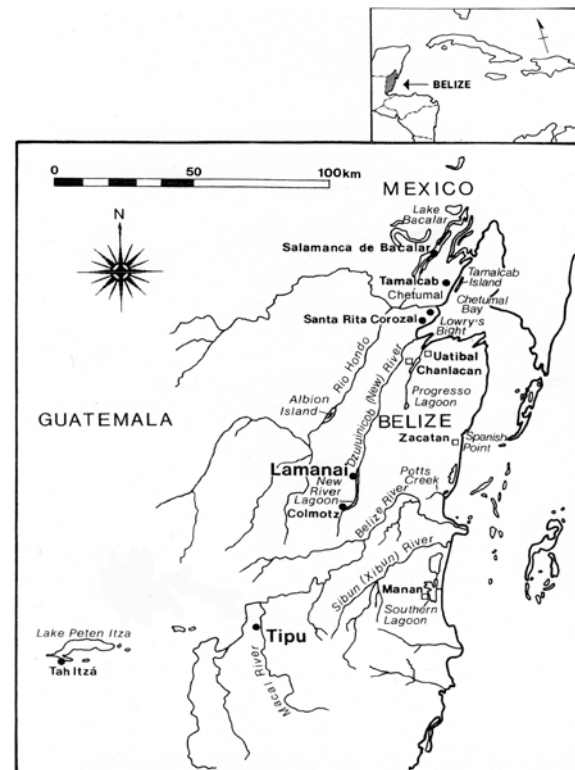 BELIZE
0
50
100 km
MEXICO
Lake
Bacalar
N
Salamanca de Bacalar
Tamalcab
Tamalcab
Island
Chetumal
Chetumal
Bay
Santa Rita Corozal
Lowry's
Bight
Uatibal
Chanlacan
Rio Hondo
Dzuluinicob (New) River
Progresso
Lagoon
Albion
Island
GUATEMALA
BELIZE
Zacatan
Spanish
Point
Lamanai
New
River
Lagoon
Potts
Creek
Colmotz
Belize River
Sibun (Xibun) River
Manan
Southern
Lagoon
Tipu
Lake Peten Itza
Tah Itzá
Macal River